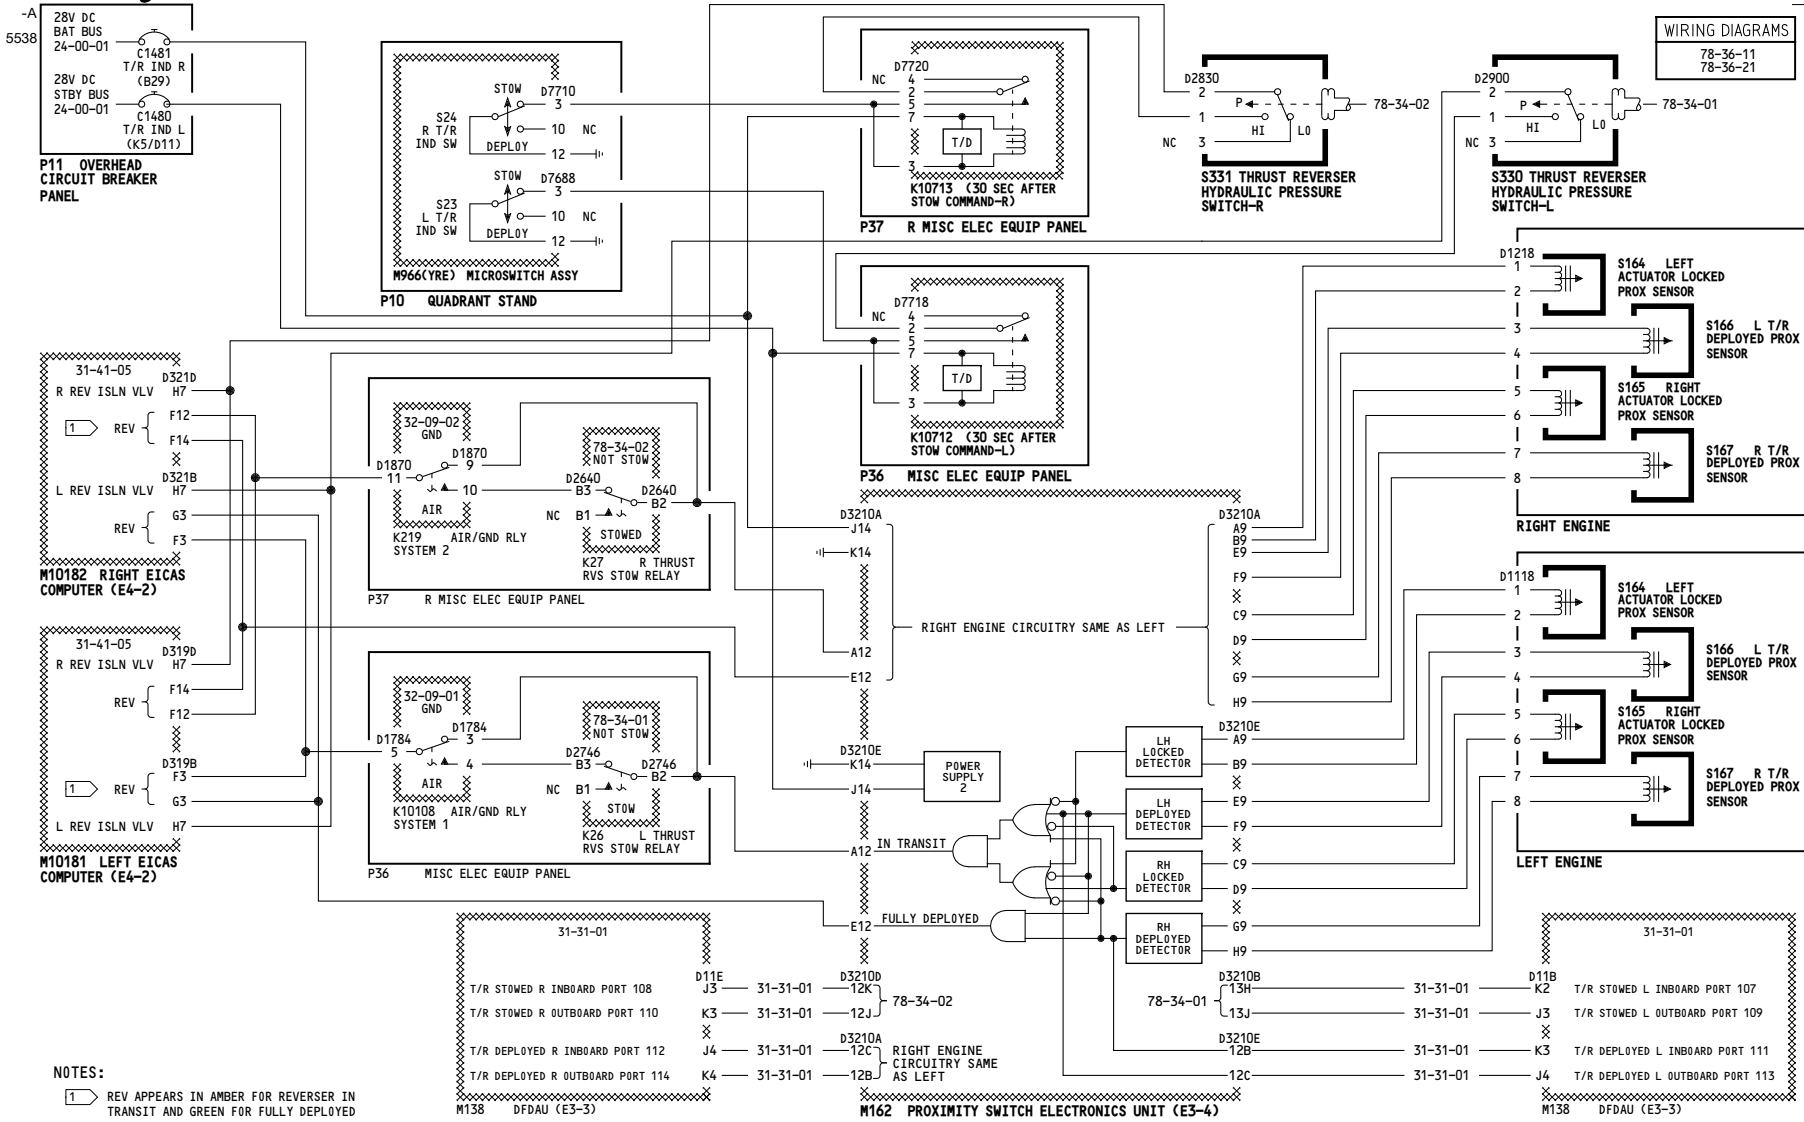 -A
5538
28V DC
BAT BUS
24-00-01
C1481
T/R IND R
(B29)
28V DC
STBY BUS
24-00-01
C1480
T/R IND L
(K5/D11)
P11 OVERHEAD
CIRCUIT BREAKER
PANEL
STOW
D7710
3
S24
R T/R
IND SW
10 NC
DEPLOY
12
STOW
D7688
3
S23
L T/R
IND SW
10 NC
DEPLOY
12
M966(YRE) MICROSWITCH ASSY
P10 QUADRANT STAND
D7720
NC 4
2
5
7
T/D
3
K10713 (30 SEC AFTER
STOW COMMAND-R)
P37 R MISC ELEC EQUIP PANEL
D7718
NC 4
2
5
7
T/D
3
K10712 (30 SEC AFTER
STOW COMMAND-L)
P36 MISC ELEC EQUIP PANEL
D2830
2
P
1
HI
LO
NC 3
78-34-02
S331 THRUST REVERSER
HYDRAULIC PRESSURE
SWITCH-R
D2900
2
P
1
HI
LO
NC 3
78-34-01
S330 THRUST REVERSER
HYDRAULIC PRESSURE
SWITCH-L
WIRING DIAGRAMS
78-36-11
78-36-21
D1218
1
2
3
4
5
6
7
8
S164 LEFT
ACTUATOR LOCKED
PROX SENSOR
S166 L T/R
DEPLOYED PROX
SENSOR
S165 RIGHT
ACTUATOR LOCKED
PROX SENSOR
S167 R T/R
DEPLOYED PROX
SENSOR
RIGHT ENGINE
31-41-05
D321D
R REV ISLN VLV H7
F12
1
REV
F14
D321B
L REV ISLN VLV H7
G3
REV
F3
M10182 RIGHT EICAS
COMPUTER (E4-2)
31-41-05
D319D
R REV ISLN VLV H7
F14
REV
F12
D319B
F3
1
REV
G3
L REV ISLN VLV H7
M10181 LEFT EICAS
COMPUTER (E4-2)
32-09-02
GND
D1870
11
D1870
9
10
AIR
K219 AIR/GND RLY
SYSTEM 2
78-34-02
NOT STOW
D2640
B3
D2640
B2
NC B1
STOWED
K27 R THRUST
RVS STOW RELAY
P37 R MISC ELEC EQUIP PANEL
32-09-01
GND
D1784
5
D1784
3
4
AIR
K10108 AIR/GND RLY
SYSTEM 1
78-34-01
NOT STOW
D2746
B3
D2746
B2
NC B1
STOW
K26 L THRUST
RVS STOW RELAY
P36 MISC ELEC EQUIP PANEL
D3210A
J14
K14
A12
E12
RIGHT ENGINE CIRCUITRY SAME AS LEFT
D3210A
A9
B9
E9
F9
C9
D9
G9
H9
D3210E
K14
J14
POWER
SUPPLY
2
A12 IN TRANSIT
E12 FULLY DEPLOYED
LH
LOCKED
DETECTOR
LH
DEPLOYED
DETECTOR
RH
LOCKED
DETECTOR
RH
DEPLOYED
DETECTOR
D3210E
A9
B9
E9
F9
C9
D9
G9
H9
D1118
1
2
3
4
5
6
7
8
S164 LEFT
ACTUATOR LOCKED
PROX SENSOR
S166 L T/R
DEPLOYED PROX
SENSOR
S165 RIGHT
ACTUATOR LOCKED
PROX SENSOR
S167 R T/R
DEPLOYED PROX
SENSOR
LEFT ENGINE
31-31-01
D11E
T/R STOWED R INBOARD PORT 108 J3 31-31-01
T/R STOWED R OUTBOARD PORT 110 K3 31-31-01
T/R DEPLOYED R INBOARD PORT 112 J4 31-31-01
T/R DEPLOYED R OUTBOARD PORT 114 K4 31-31-01
M138 DFDAU (E3-3)
D3210D
12K
12J
78-34-02
D3210A
12C
12B
RIGHT ENGINE
CIRCUITRY SAME
AS LEFT
78-34-01
D3210B
13H
13J
D3210E
12B
12C
M162 PROXIMITY SWITCH ELECTRONICS UNIT (E3-4)
31-31-01
D11B
31-31-01 K2 T/R STOWED L INBOARD PORT 107
31-31-01 J3 T/R STOWED L OUTBOARD PORT 109
31-31-01 K3 T/R DEPLOYED L INBOARD PORT 111
31-31-01 J4 T/R DEPLOYED L OUTBOARD PORT 113
M138 DFDAU (E3-3)
NOTES:
1 REV APPEARS IN AMBER FOR REVERSER IN
TRANSIT AND GREEN FOR FULLY DEPLOYED